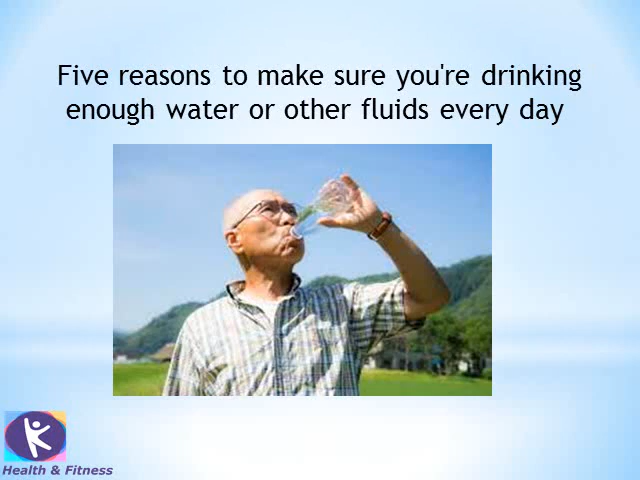 Five reasons to make sure you're drinking
enough water or other fluids every day
Health & Fitness